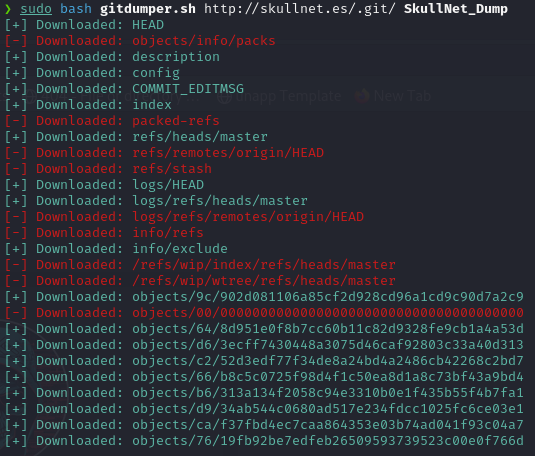 ❯ sudo bash gitdumper.sh http://skullnet.es/.git/ SkullNet_Dump
[+] Downloaded: HEAD
[-] Downloaded: objects/info/packs
[+] Downloaded: description
[+] Downloaded: config
[+] Downloaded: COMMIT_EDITMSG
[+] Downloaded: index
[-] Downloaded: packed-refs
[+] Downloaded: refs/heads/master
[-] Downloaded: refs/remotes/origin/HEAD
[-] Downloaded: refs/stash
[+] Downloaded: logs/HEAD
[+] Downloaded: logs/refs/heads/master
[-] Downloaded: logs/refs/remotes/origin/HEAD
[-] Downloaded: info/refs
[+] Downloaded: info/exclude
[-] Downloaded: /refs/wip/index/refs/heads/master
[-] Downloaded: /refs/wip/wtree/refs/heads/master
[+] Downloaded: objects/9c/902d081106a85cf2d928cd96a1cd9c90d7a2c9
[-] Downloaded: objects/00/00000000000000000000000000000000000000
[+] Downloaded: objects/64/8d951e0f8b7cc60b11c82d9328fe9cb1a4a53d
[+] Downloaded: objects/d6/3ecff7430448a3075d46caf92803c33a40d313
[+] Downloaded: objects/c2/52d3edf77f34de8a24bd4a2486cb42268c2bd7
[+] Downloaded: objects/66/b8c5c0725f98d4f1c50ea8d1a8c73bf43a9bd4
[+] Downloaded: objects/b6/313a134f2058c94e3310b0e1f435b55f4b7fa1
[+] Downloaded: objects/d9/34ab544c0680ad517e234fdcc1025fc6ce03e1
[+] Downloaded: objects/ca/f37fbd4ec7caa864353e03b74ad041f93c04a7
[+] Downloaded: objects/76/19fb92be7edfeb26509593739523c00e0f766d